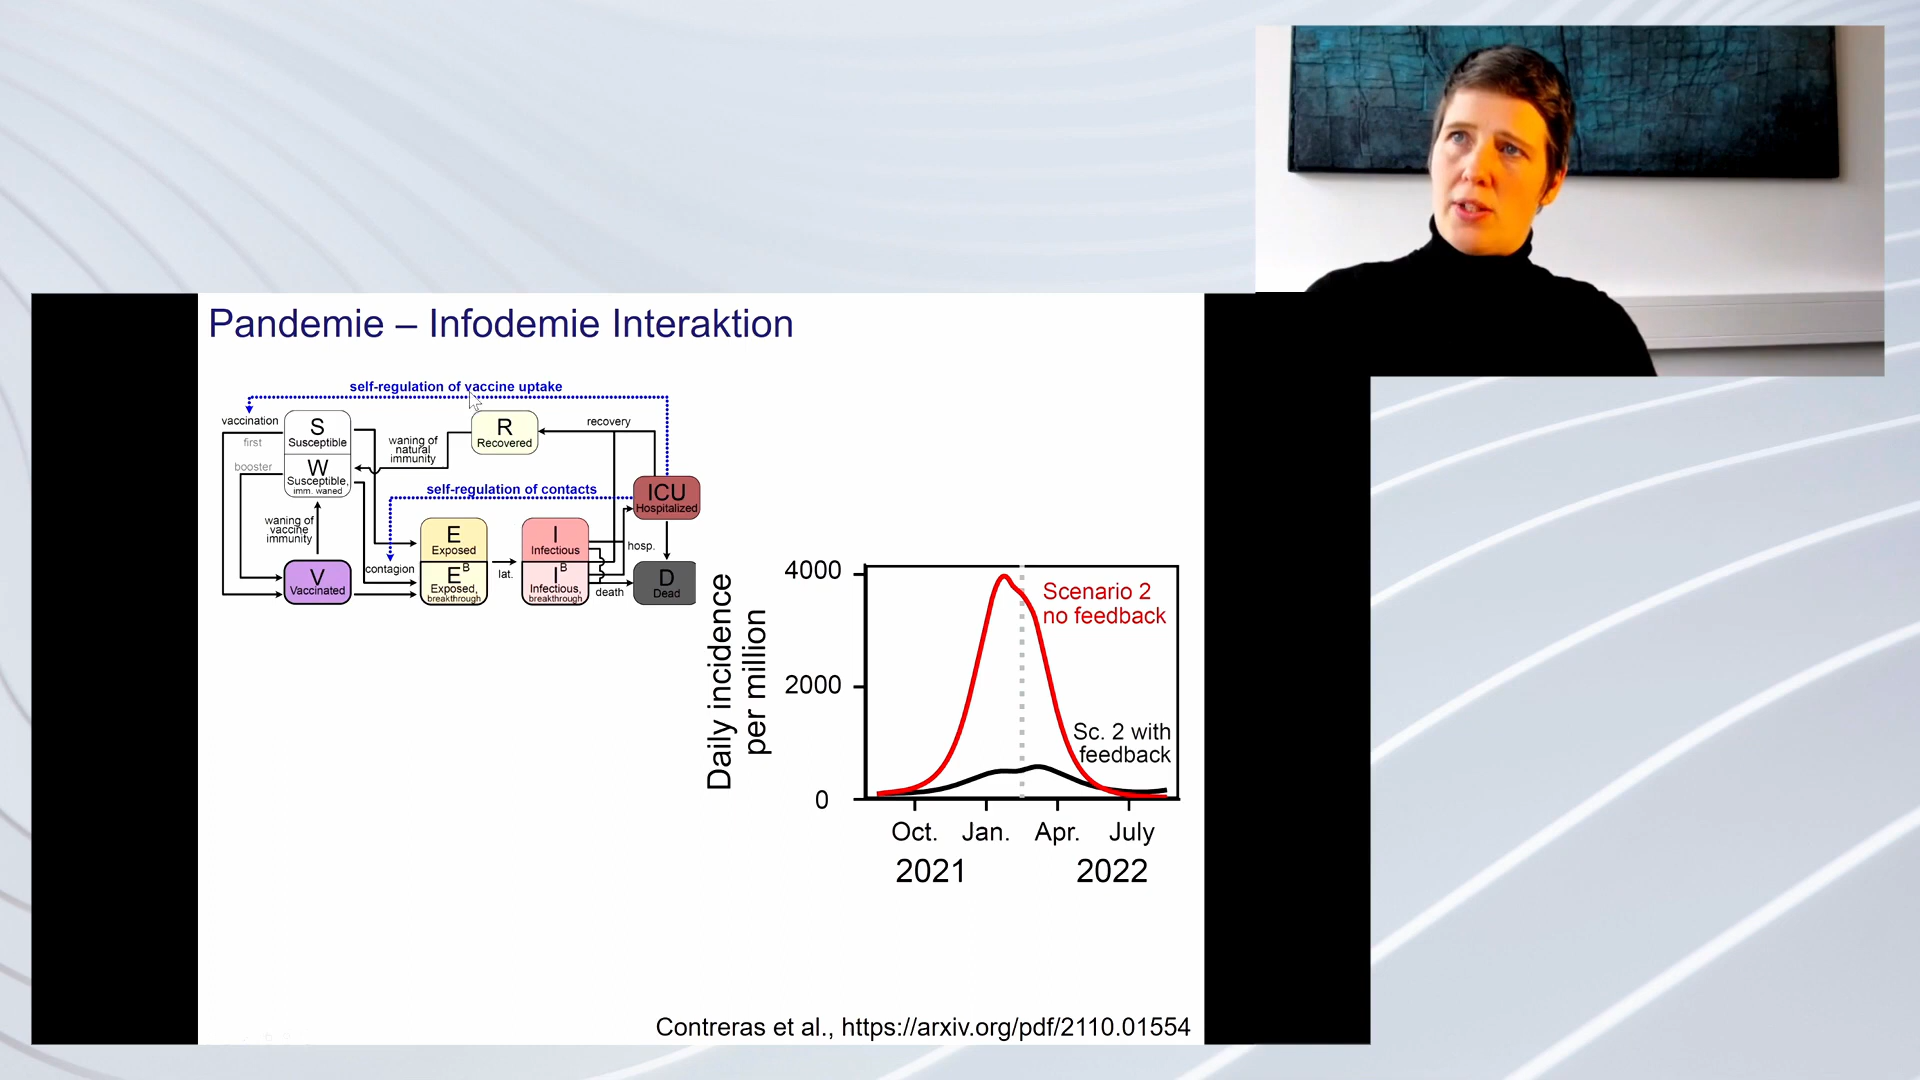 Pandemie – Infodemie Interaktion
self-regulation of vaccine uptake
vaccination
first
booster
S
Susceptible
W
Susceptible,
imm. waned
waning of
natural
immunity
R
Recovered
recovery
self-regulation of contacts
ICU
Hospitalized
waning of
vaccine
immunity
V
Vaccinated
contagion
E
Exposed
E^B
Exposed,
breakthrough
lat.
I
Infectious
I^B
Infectious,
breakthrough
hosp.
death
D
Dead
Daily incidence
per million
4000
2000
0
Scenario 2
no feedback
Sc. 2 with
feedback
Oct. Jan. Apr. July
2021 2022
Contreras et al., https://arxiv.org/pdf/2110.01554